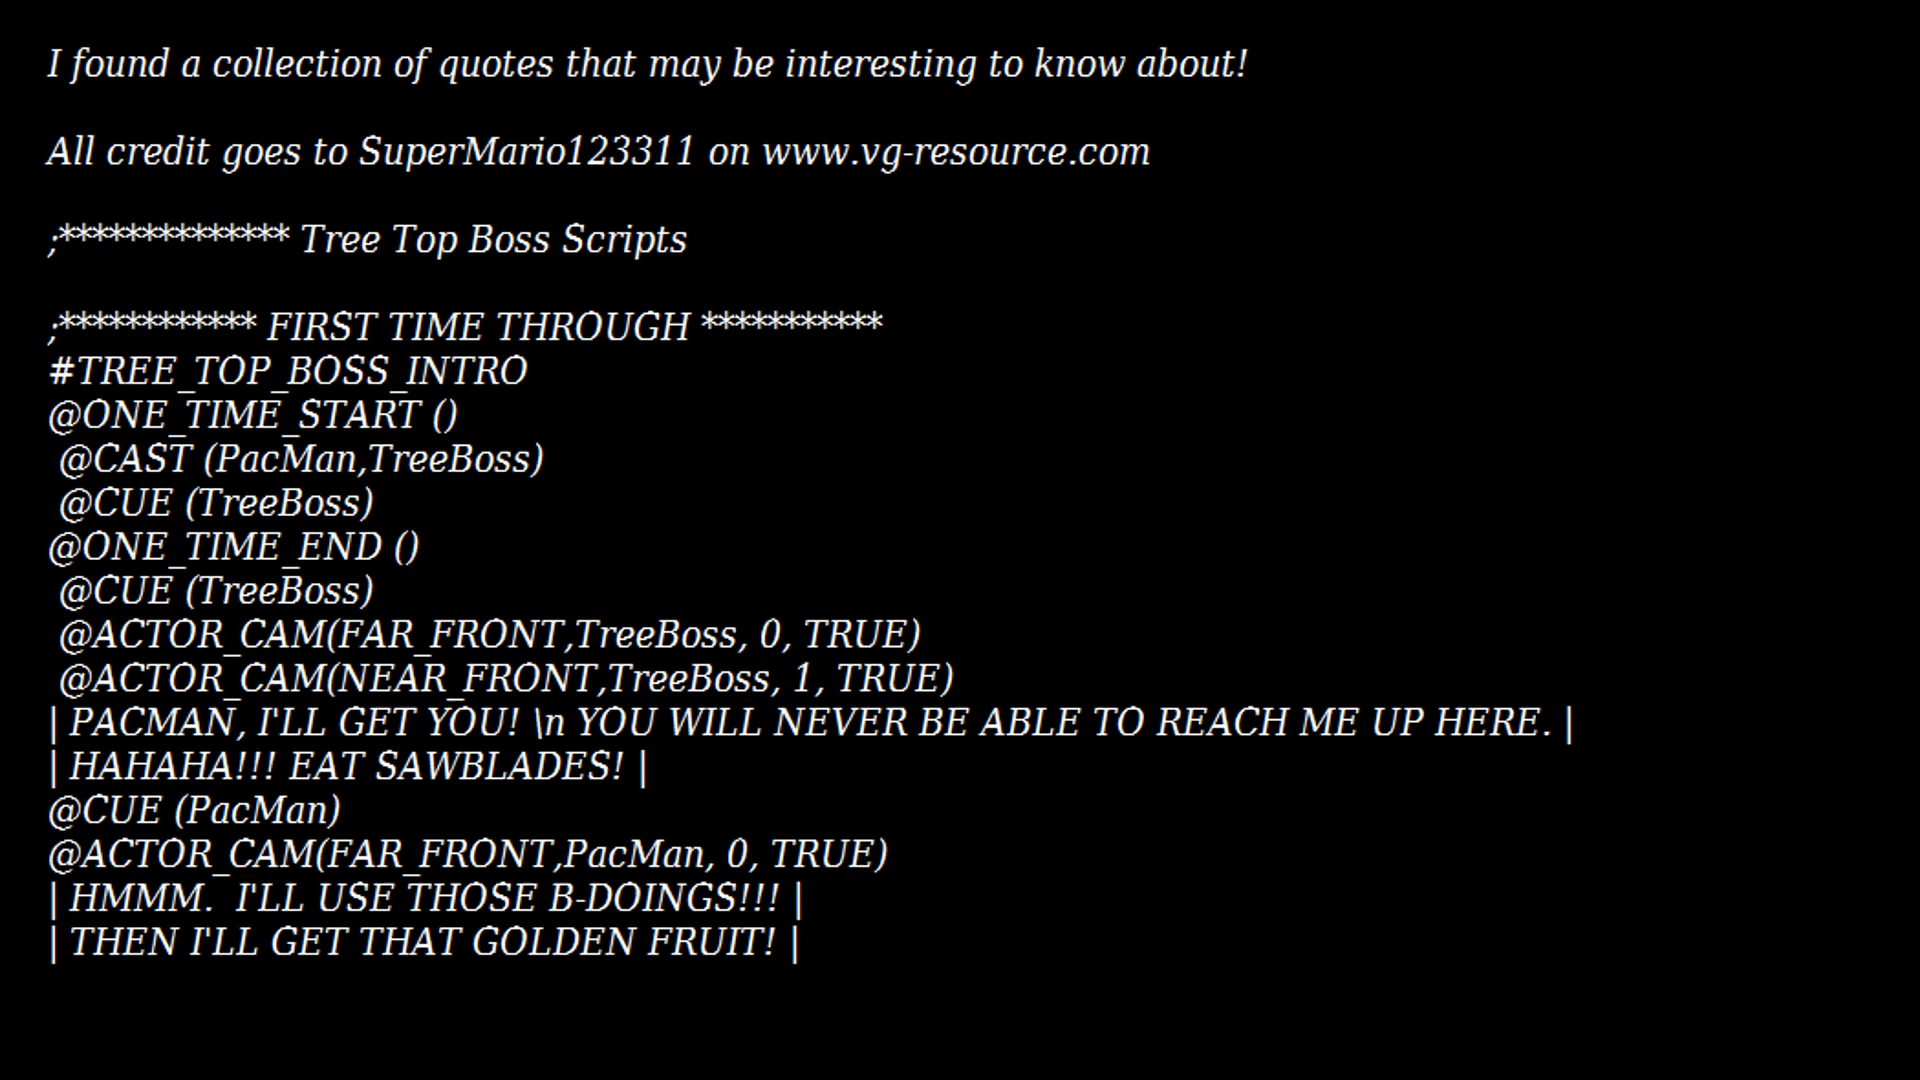 I found a collection of quotes that may be interesting to know about!
All credit goes to SuperMario123311 on www.vg-resource.com
;************** Tree Top Boss Scripts
;************ FIRST TIME THROUGH ***********
#TREE_TOP_BOSS_INTRO
@ONE_TIME_START ()
@CAST (PacMan,TreeBoss)
@CUE (TreeBoss)
@ONE_TIME_END ()
@CUE (TreeBoss)
@ACTOR_CAM(FAR_FRONT,TreeBoss, 0, TRUE)
@ACTOR_CAM(NEAR_FRONT,TreeBoss, 1, TRUE)
| PACMAN, I'LL GET YOU! \n YOU WILL NEVER BE ABLE TO REACH ME UP HERE. |
| HAHAHA!!! EAT SAWBLADES! |
@CUE (PacMan)
@ACTOR_CAM(FAR_FRONT,PacMan, 0, TRUE)
| HMMM.  I'LL USE THOSE B-DOINGS!!! |
| THEN I'LL GET THAT GOLDEN FRUIT! |